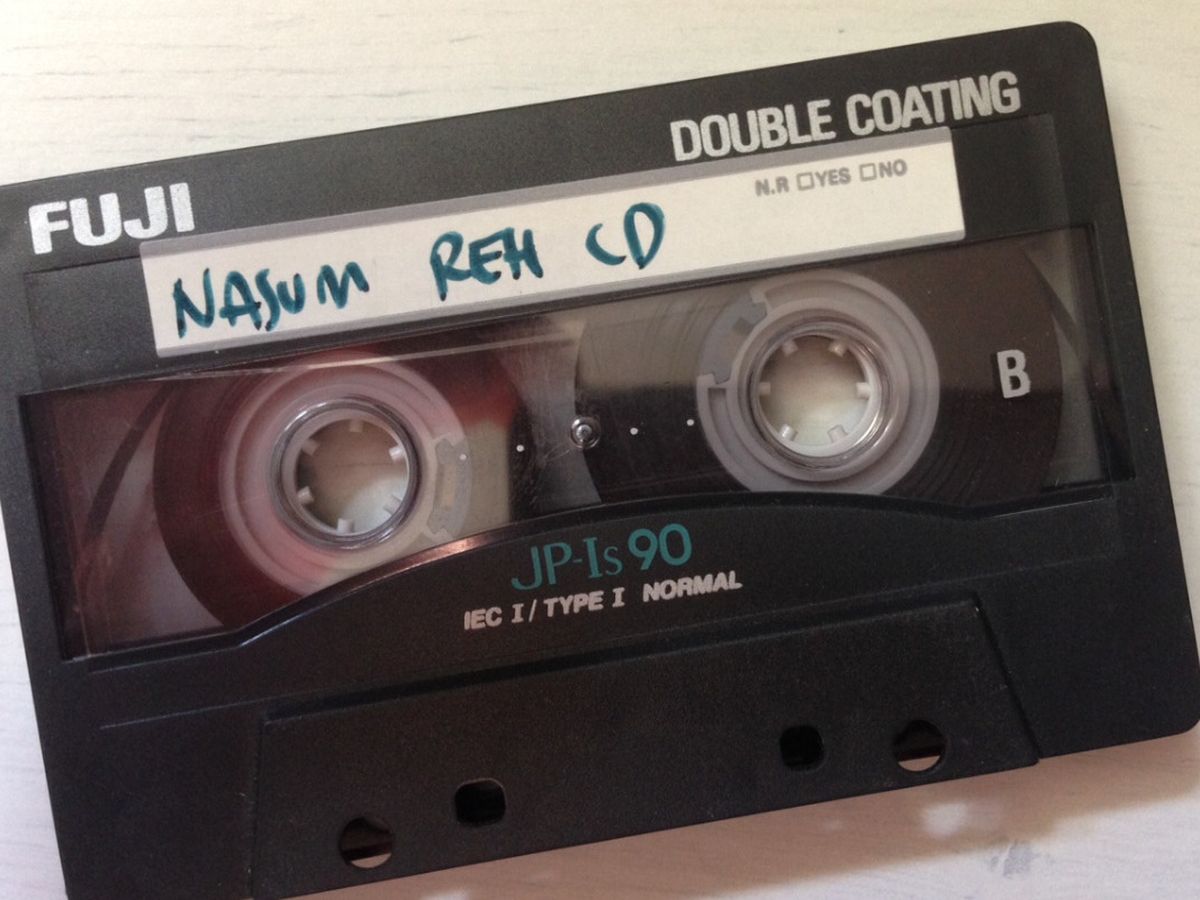 DOUBLE COATING
FUJI
N.R ☐YES ☐NO
NASUM REH CD
B
JP-Is 90
IEC I / TYPE I NORMAL